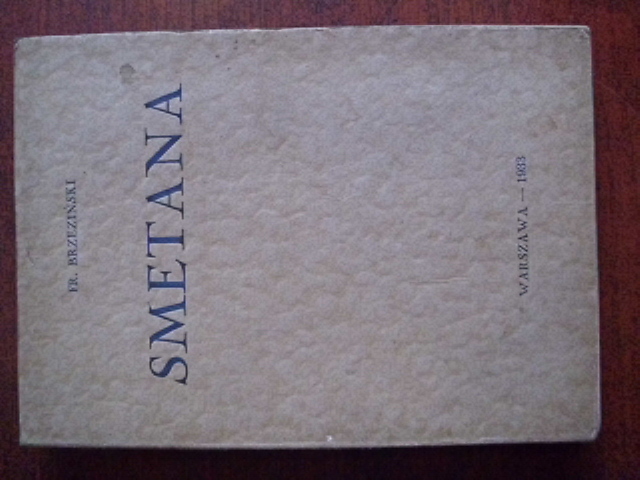 FR. BRZEZIŃSKI
SMETANA
WARSZAWA — 1933